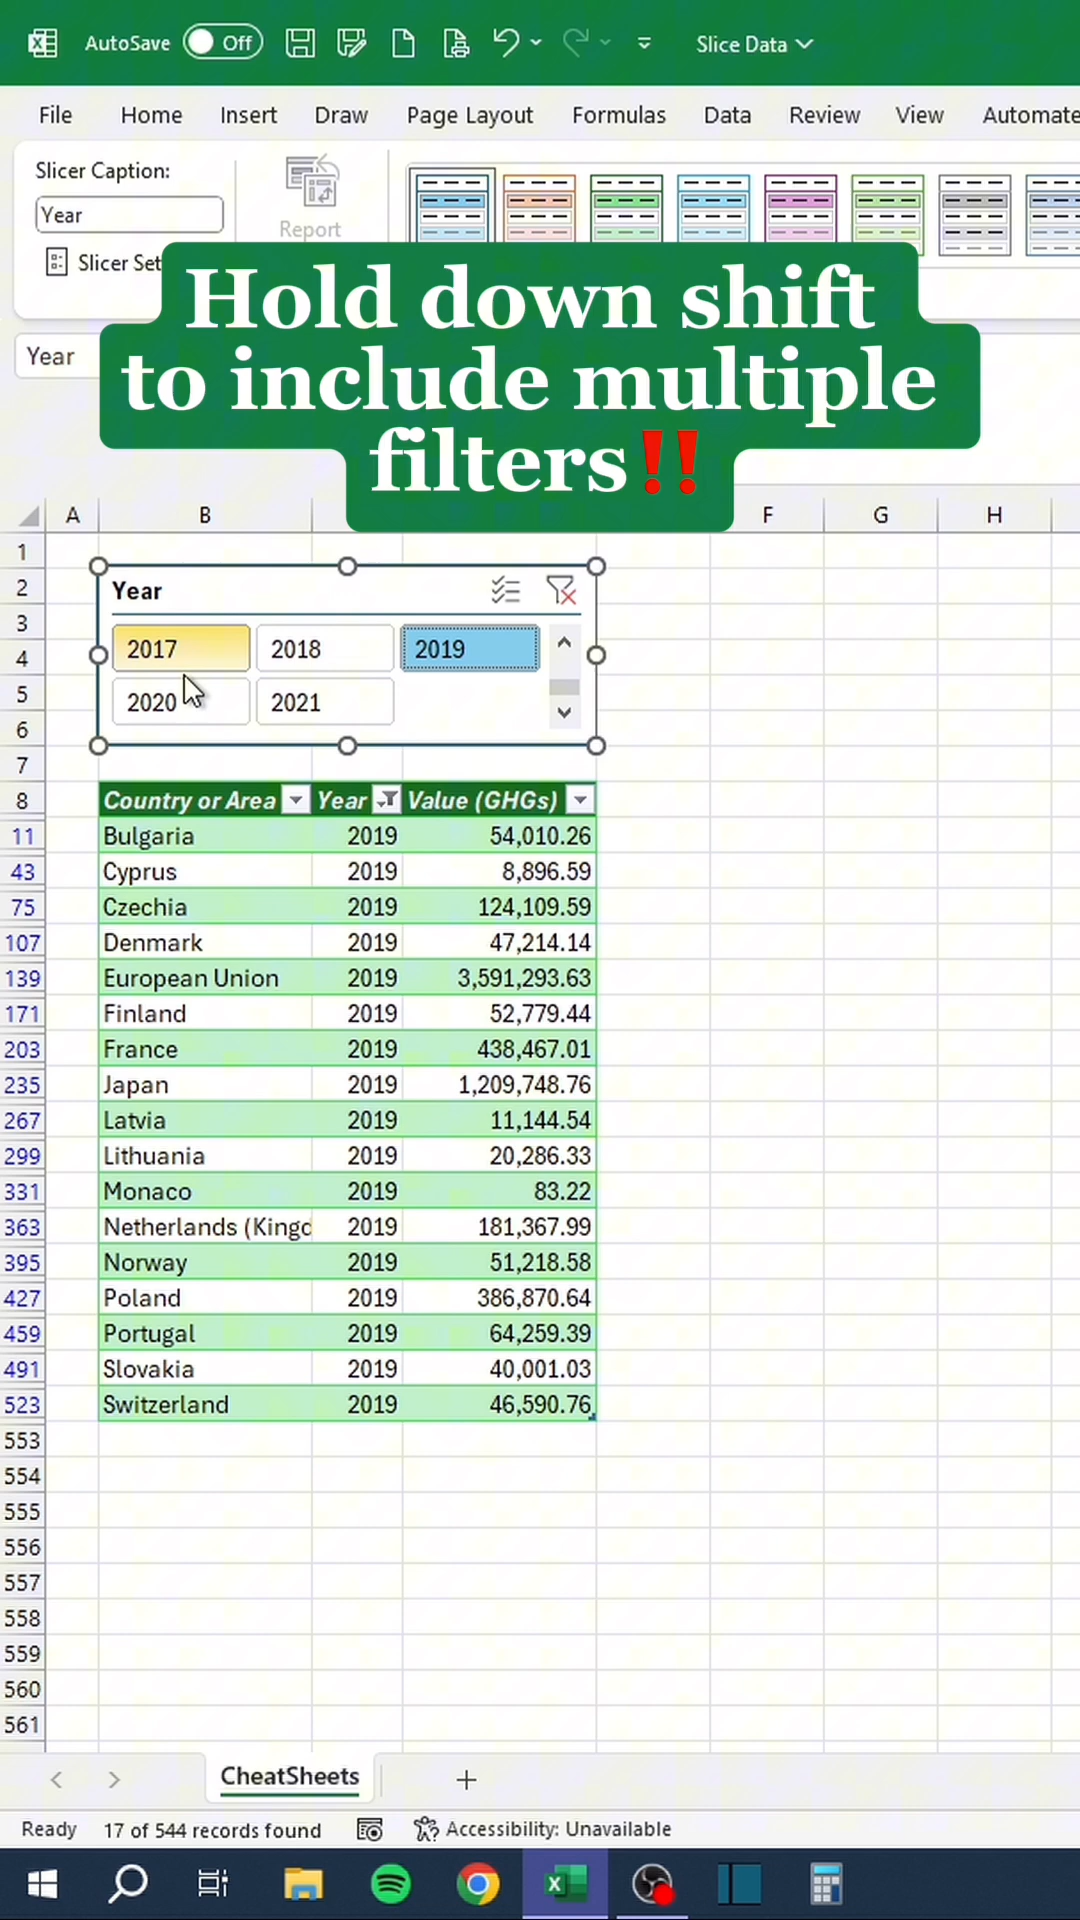 AutoSave Off Slice Data
File Home Insert Draw Page Layout Formulas Data Review View Automate
Slicer Caption:
Year
Report
Slicer Set
Hold down shift
to include multiple
filters‼
Year
A B F G H
1
2 Year
3
4 2017 2018 2019
5 2020 2021
6
7
8 Country or Area Year Value (GHGs)
11 Bulgaria 2019 54,010.26
43 Cyprus 2019 8,896.59
75 Czechia 2019 124,109.59
107 Denmark 2019 47,214.14
139 European Union 2019 3,591,293.63
171 Finland 2019 52,779.44
203 France 2019 438,467.01
235 Japan 2019 1,209,748.76
267 Latvia 2019 11,144.54
299 Lithuania 2019 20,286.33
331 Monaco 2019 83.22
363 Netherlands (Kingd 2019 181,367.99
395 Norway 2019 51,218.58
427 Poland 2019 386,870.64
459 Portugal 2019 64,259.39
491 Slovakia 2019 40,001.03
523 Switzerland 2019 46,590.76
553
554
555
556
557
558
559
560
561
CheatSheets
Ready 17 of 544 records found Accessibility: Unavailable